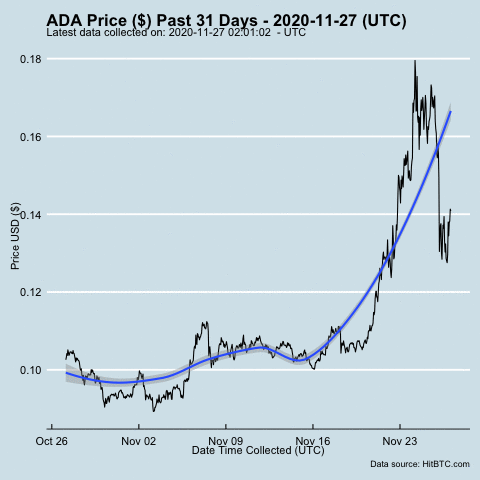 ADA Price ($) Past 31 Days - 2020-11-27 (UTC)
Latest data collected on: 2020-11-27 02:01:02 - UTC
Price USD ($)
0.18
0.16
0.14
0.12
0.10
Oct 26 Nov 02 Nov 09 Nov 16 Nov 23
Date Time Collected (UTC)
Data source: HitBTC.com